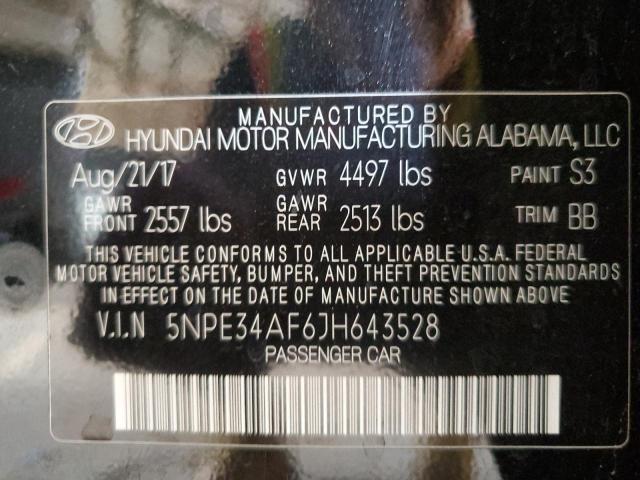 MANUFACTURED BY
HYUNDAI MOTOR MANUFACTURING ALABAMA, LLC
Aug/21/17 GVWR 4497 lbs PAINT S3
GAWR FRONT 2557 lbs GAWR REAR 2513 lbs TRIM BB
THIS VEHICLE CONFORMS TO ALL APPLICABLE U.S.A. FEDERAL
MOTOR VEHICLE SAFETY, BUMPER, AND THEFT PREVENTION STANDARDS
IN EFFECT ON THE DATE OF MANUFACTURE SHOWN ABOVE
V.I.N 5NPE34AF6JH643528
PASSENGER CAR